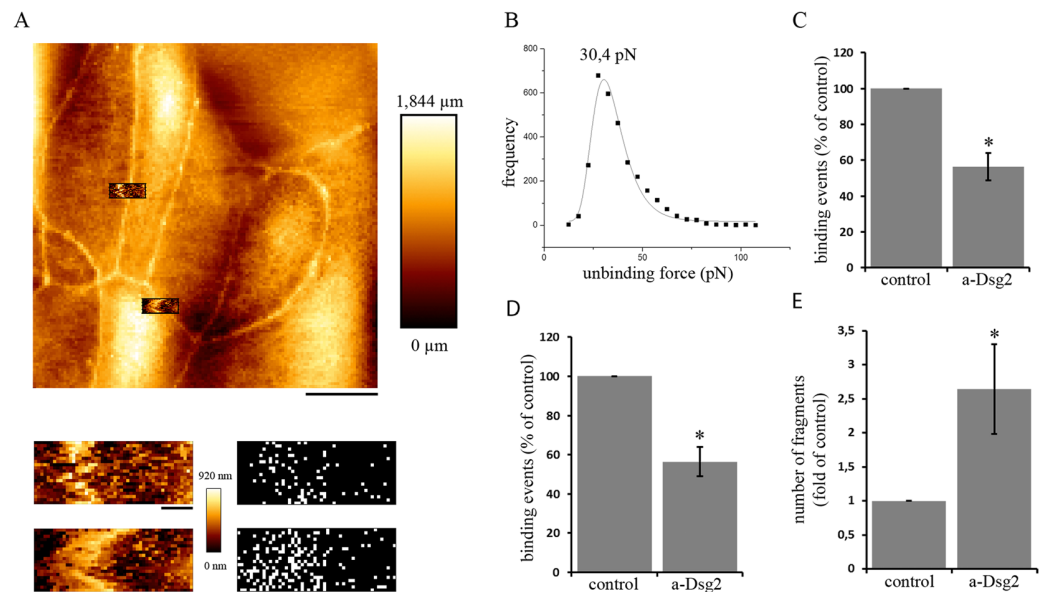 A
1,844 µm
0 µm
920 nm
0 nm
B
30,4 pN
frequency
800
600
400
200
0
0
50
100
unbinding force (pN)
C
binding events (% of control)
120
100
80
60
40
20
0
*
control
a-Dsg2
D
binding events (% of control)
120
100
80
60
40
20
0
*
control
a-Dsg2
E
number of fragments
(fold of control)
3,5
3
2,5
2
1,5
1
0,5
0
*
control
a-Dsg2